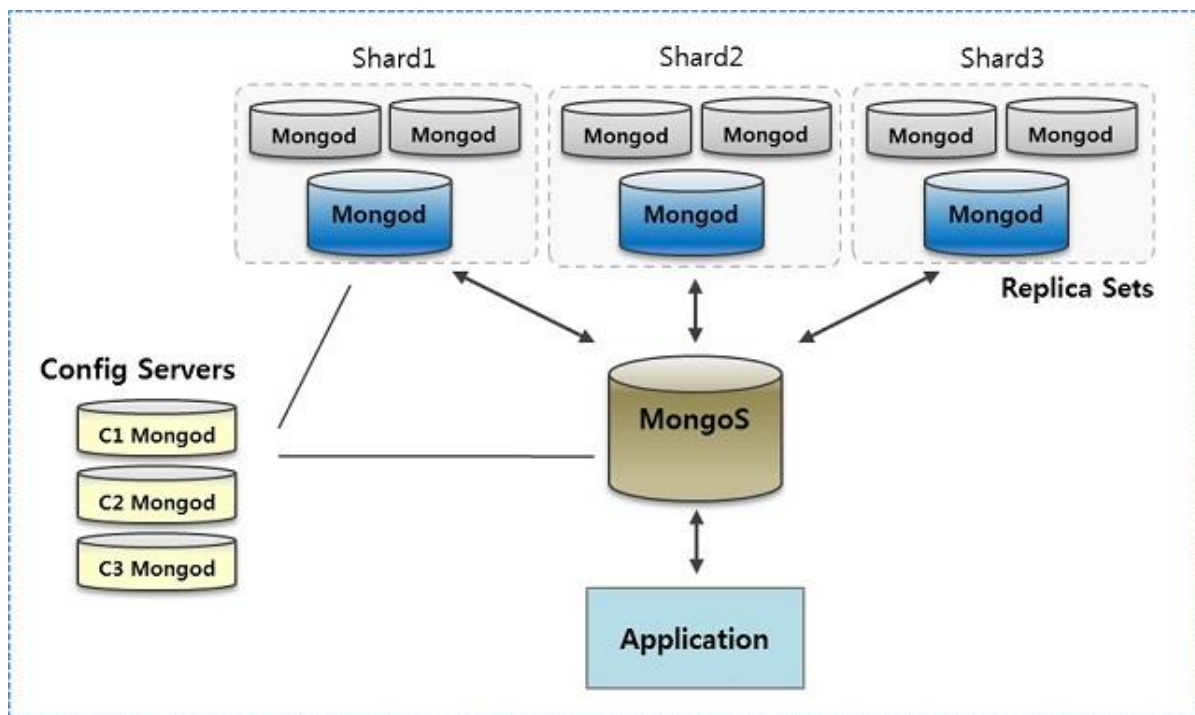 Shard1
Shard2
Shard3
Mongod
Mongod
Mongod
Mongod
Mongod
Mongod
Mongod
Mongod
Mongod
Replica Sets
Config Servers
C1 Mongod
C2 Mongod
C3 Mongod
MongoS
Application